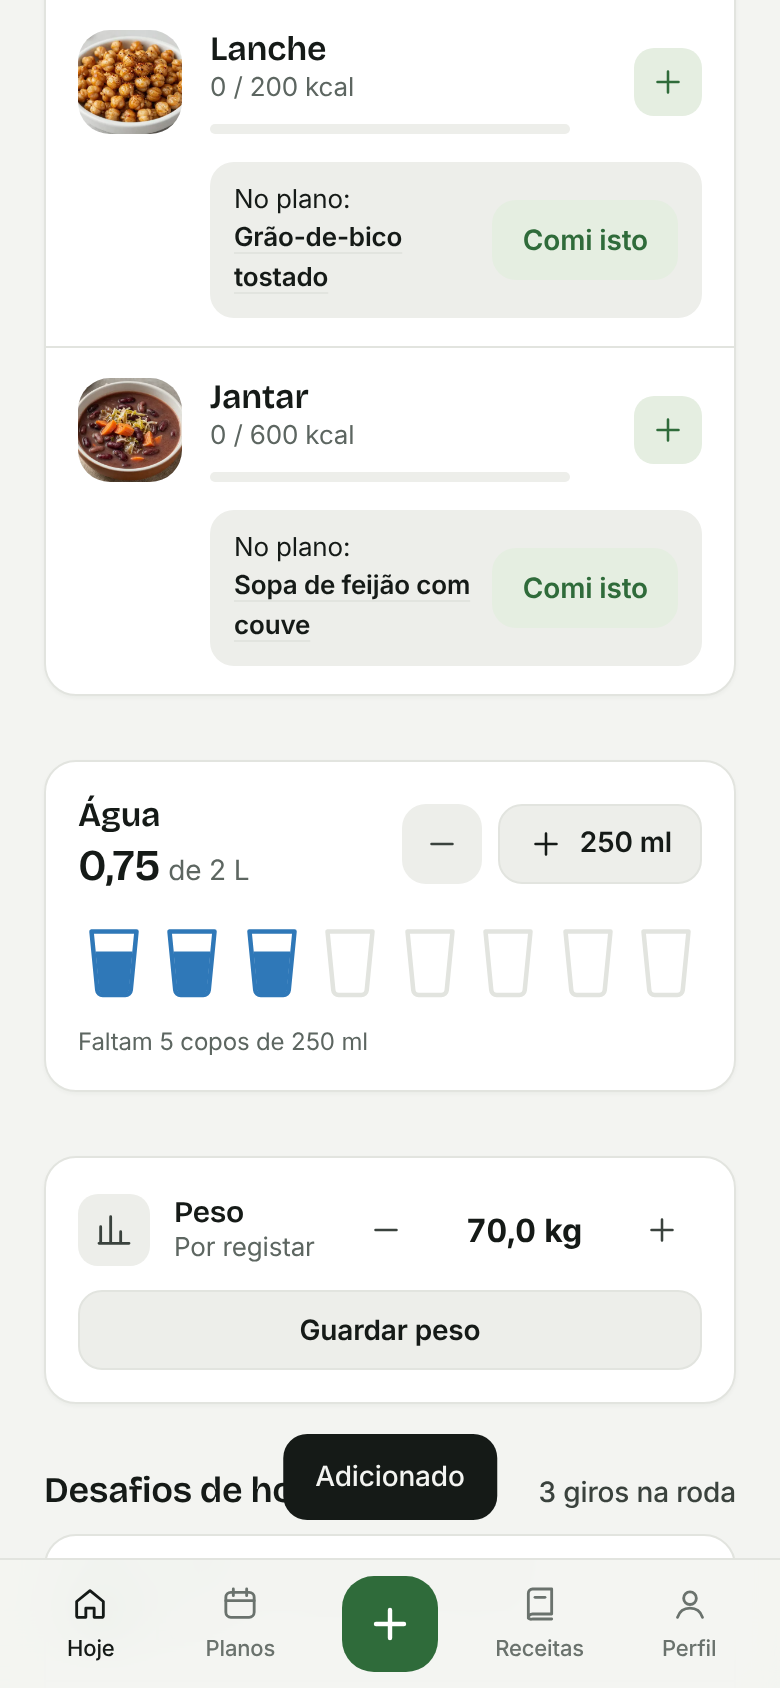 Lanche
0 / 200 kcal
No plano:
Grão-de-bico
tostado
Comi isto
Jantar
0 / 600 kcal
No plano:
Sopa de feijão com
couve
Comi isto
Água
0,75 de 2 L
250 ml
Faltam 5 copos de 250 ml
Peso
Por registar
70,0 kg
Guardar peso
Desafios de
Adicionado
3 giros na roda
Hoje
Planos
Receitas
Perfil